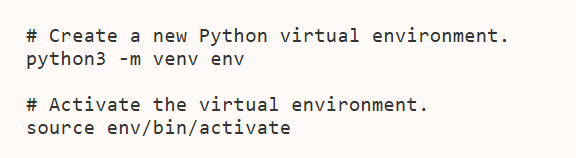 # Create a new Python virtual environment.
python3 -m venv env
# Activate the virtual environment.
source env/bin/activate